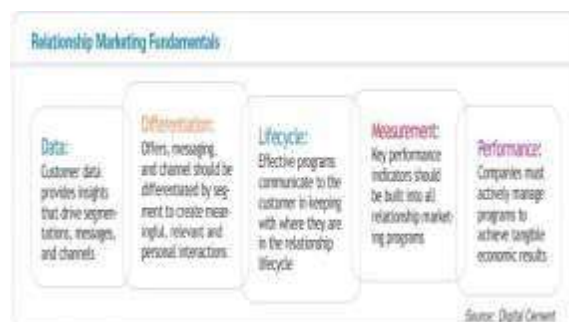 Relationship Marketing Fundamentals
Data:
Customer data
provides insights
that drive segmen-
tations, messages,
and channels
Differentiation:
Offers, messaging,
and channel should be
differentiated by seg-
ment to create mean-
ingful, relevant and
personal interactions
Lifecycle:
Effective programs
communicate to the
customer in keeping
with where they are
in the relationship
lifecycle
Measurement:
Key performance
indicators should
be built into all
relationship market-
ing programs
Performance:
Companies must
actively manage
programs to
achieve tangible
economic results
Source: Digital Cement